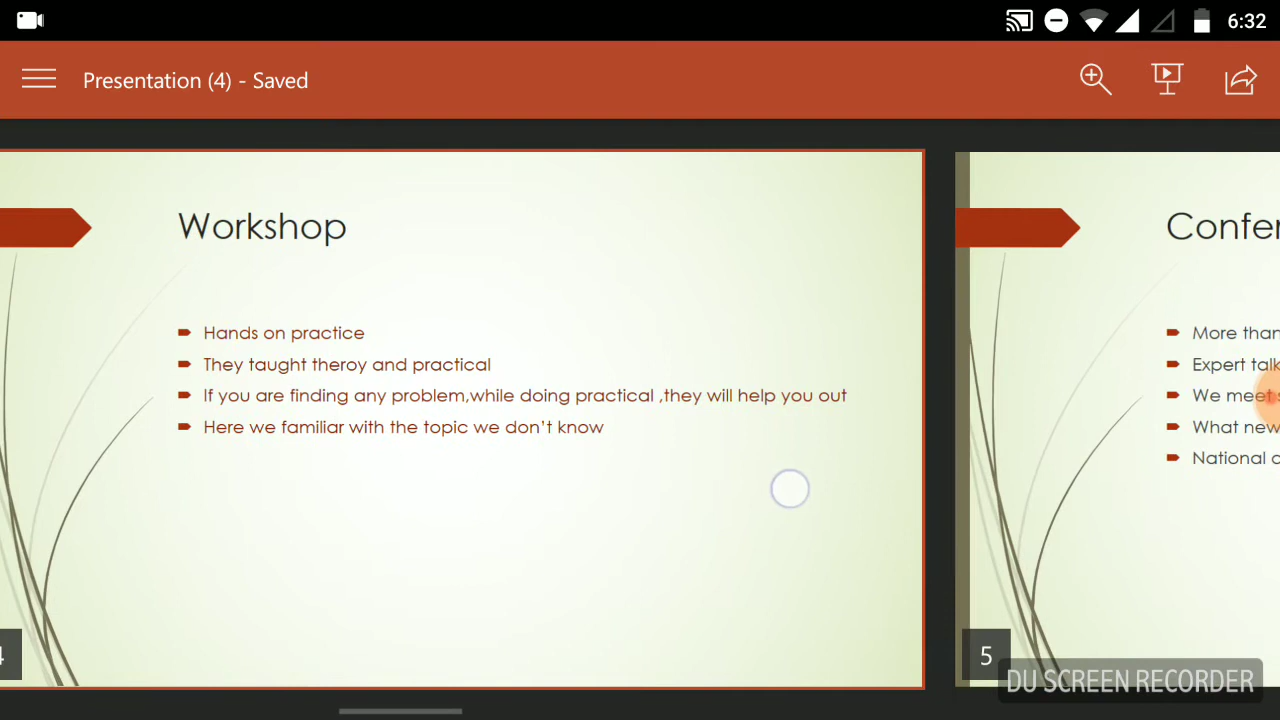 6:32
Presentation (4) - Saved
Workshop
Hands on practice
They taught theroy and practical
If you are finding any problem,while doing practical ,they will help you out
Here we familiar with the topic we don't know
4
Confer
More than
Expert talk
We meet
What new
National
5
DU SCREEN RECORDER